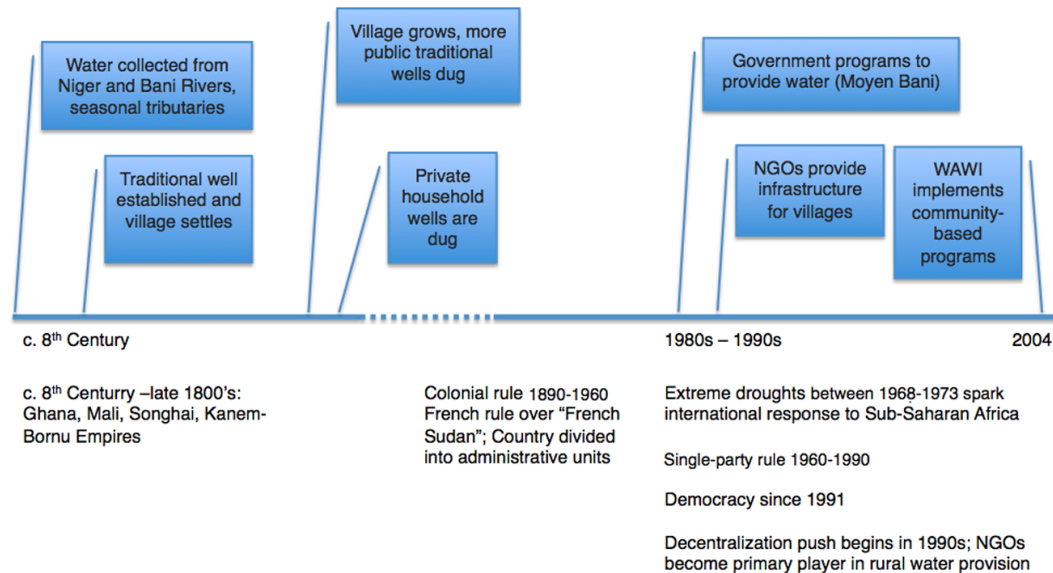 Water collected from
Niger and Bani Rivers,
seasonal tributaries
Traditional well
established and
village settles
Village grows, more
public traditional
wells dug
Private
household
wells are
dug
Government programs to
provide water (Moyen Bani)
NGOs provide
infrastructure
for villages
WAWI
implements
community-
based
programs
c. 8th Century
1980s – 1990s
2004
c. 8th Centurry –late 1800's:
Ghana, Mali, Songhai, Kanem-
Bornu Empires
Colonial rule 1890-1960
French rule over “French
Sudan”; Country divided
into administrative units
Extreme droughts between 1968-1973 spark
international response to Sub-Saharan Africa
Single-party rule 1960-1990
Democracy since 1991
Decentralization push begins in 1990s; NGOs
become primary player in rural water provision